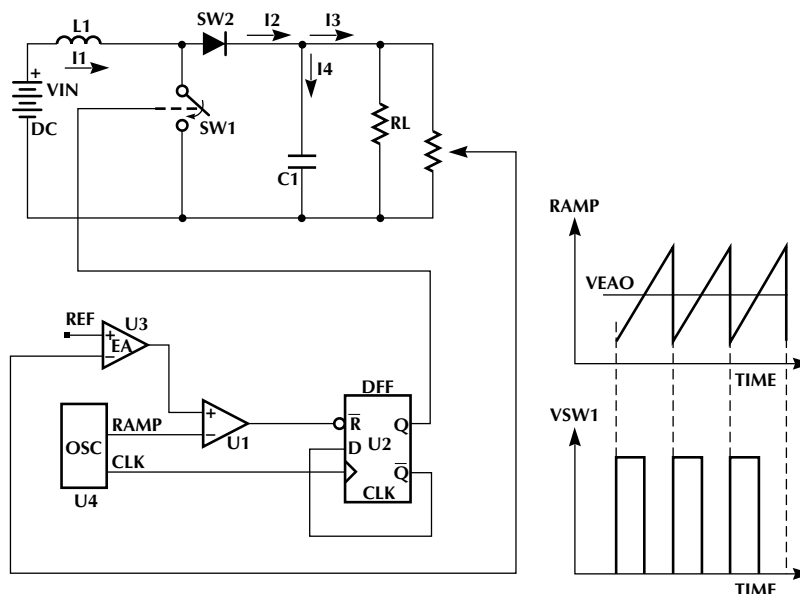 SW2
L1
I1
I2
I3
I4
+
VIN
DC
SW1
C1
RL
REF
U3
+
EA
−
OSC
U4
RAMP
CLK
+
−
U1
DFF
R̅
Q
D
U2
Q̅
CLK
RAMP
VEAO
TIME
VSW1
TIME